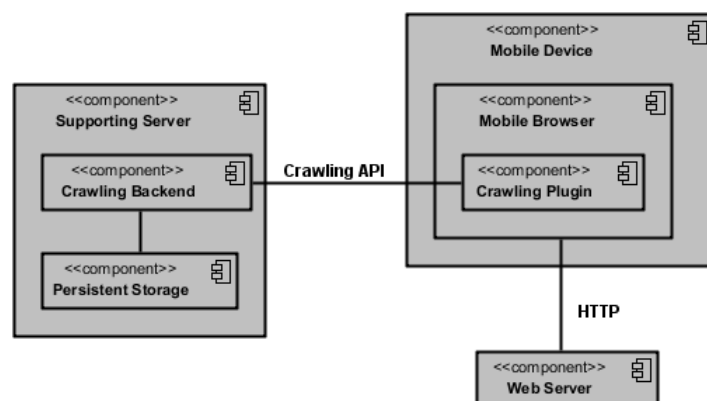 <<component>>
Mobile Device
<<component>>
Supporting Server
<<component>>
Mobile Browser
<<component>>
Crawling Backend
Crawling API
<<component>>
Crawling Plugin
<<component>>
Persistent Storage
HTTP
<<component>>
Web Server